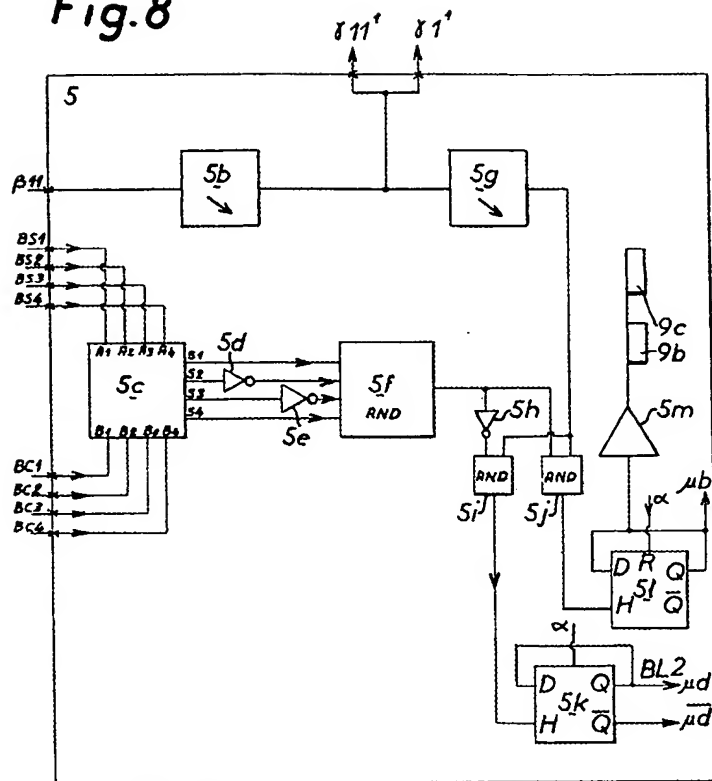 Fig.8
γ11' γ1'
5
β11
5b
5g
BS1
BS2
BS3
BS4
A1 A2 A3 A4
5c
S1
S2
S3
S4
B1 B2 B3 B4
5d
5e
5f
AND
5h
9c
9b
5m
BC1
BC2
BC3
BC4
AND
5i
AND
5j
α
μb
D R Q
5l
H Q̅
α
D Q
5k
H Q̅
BL2
μd
μ̅d̅